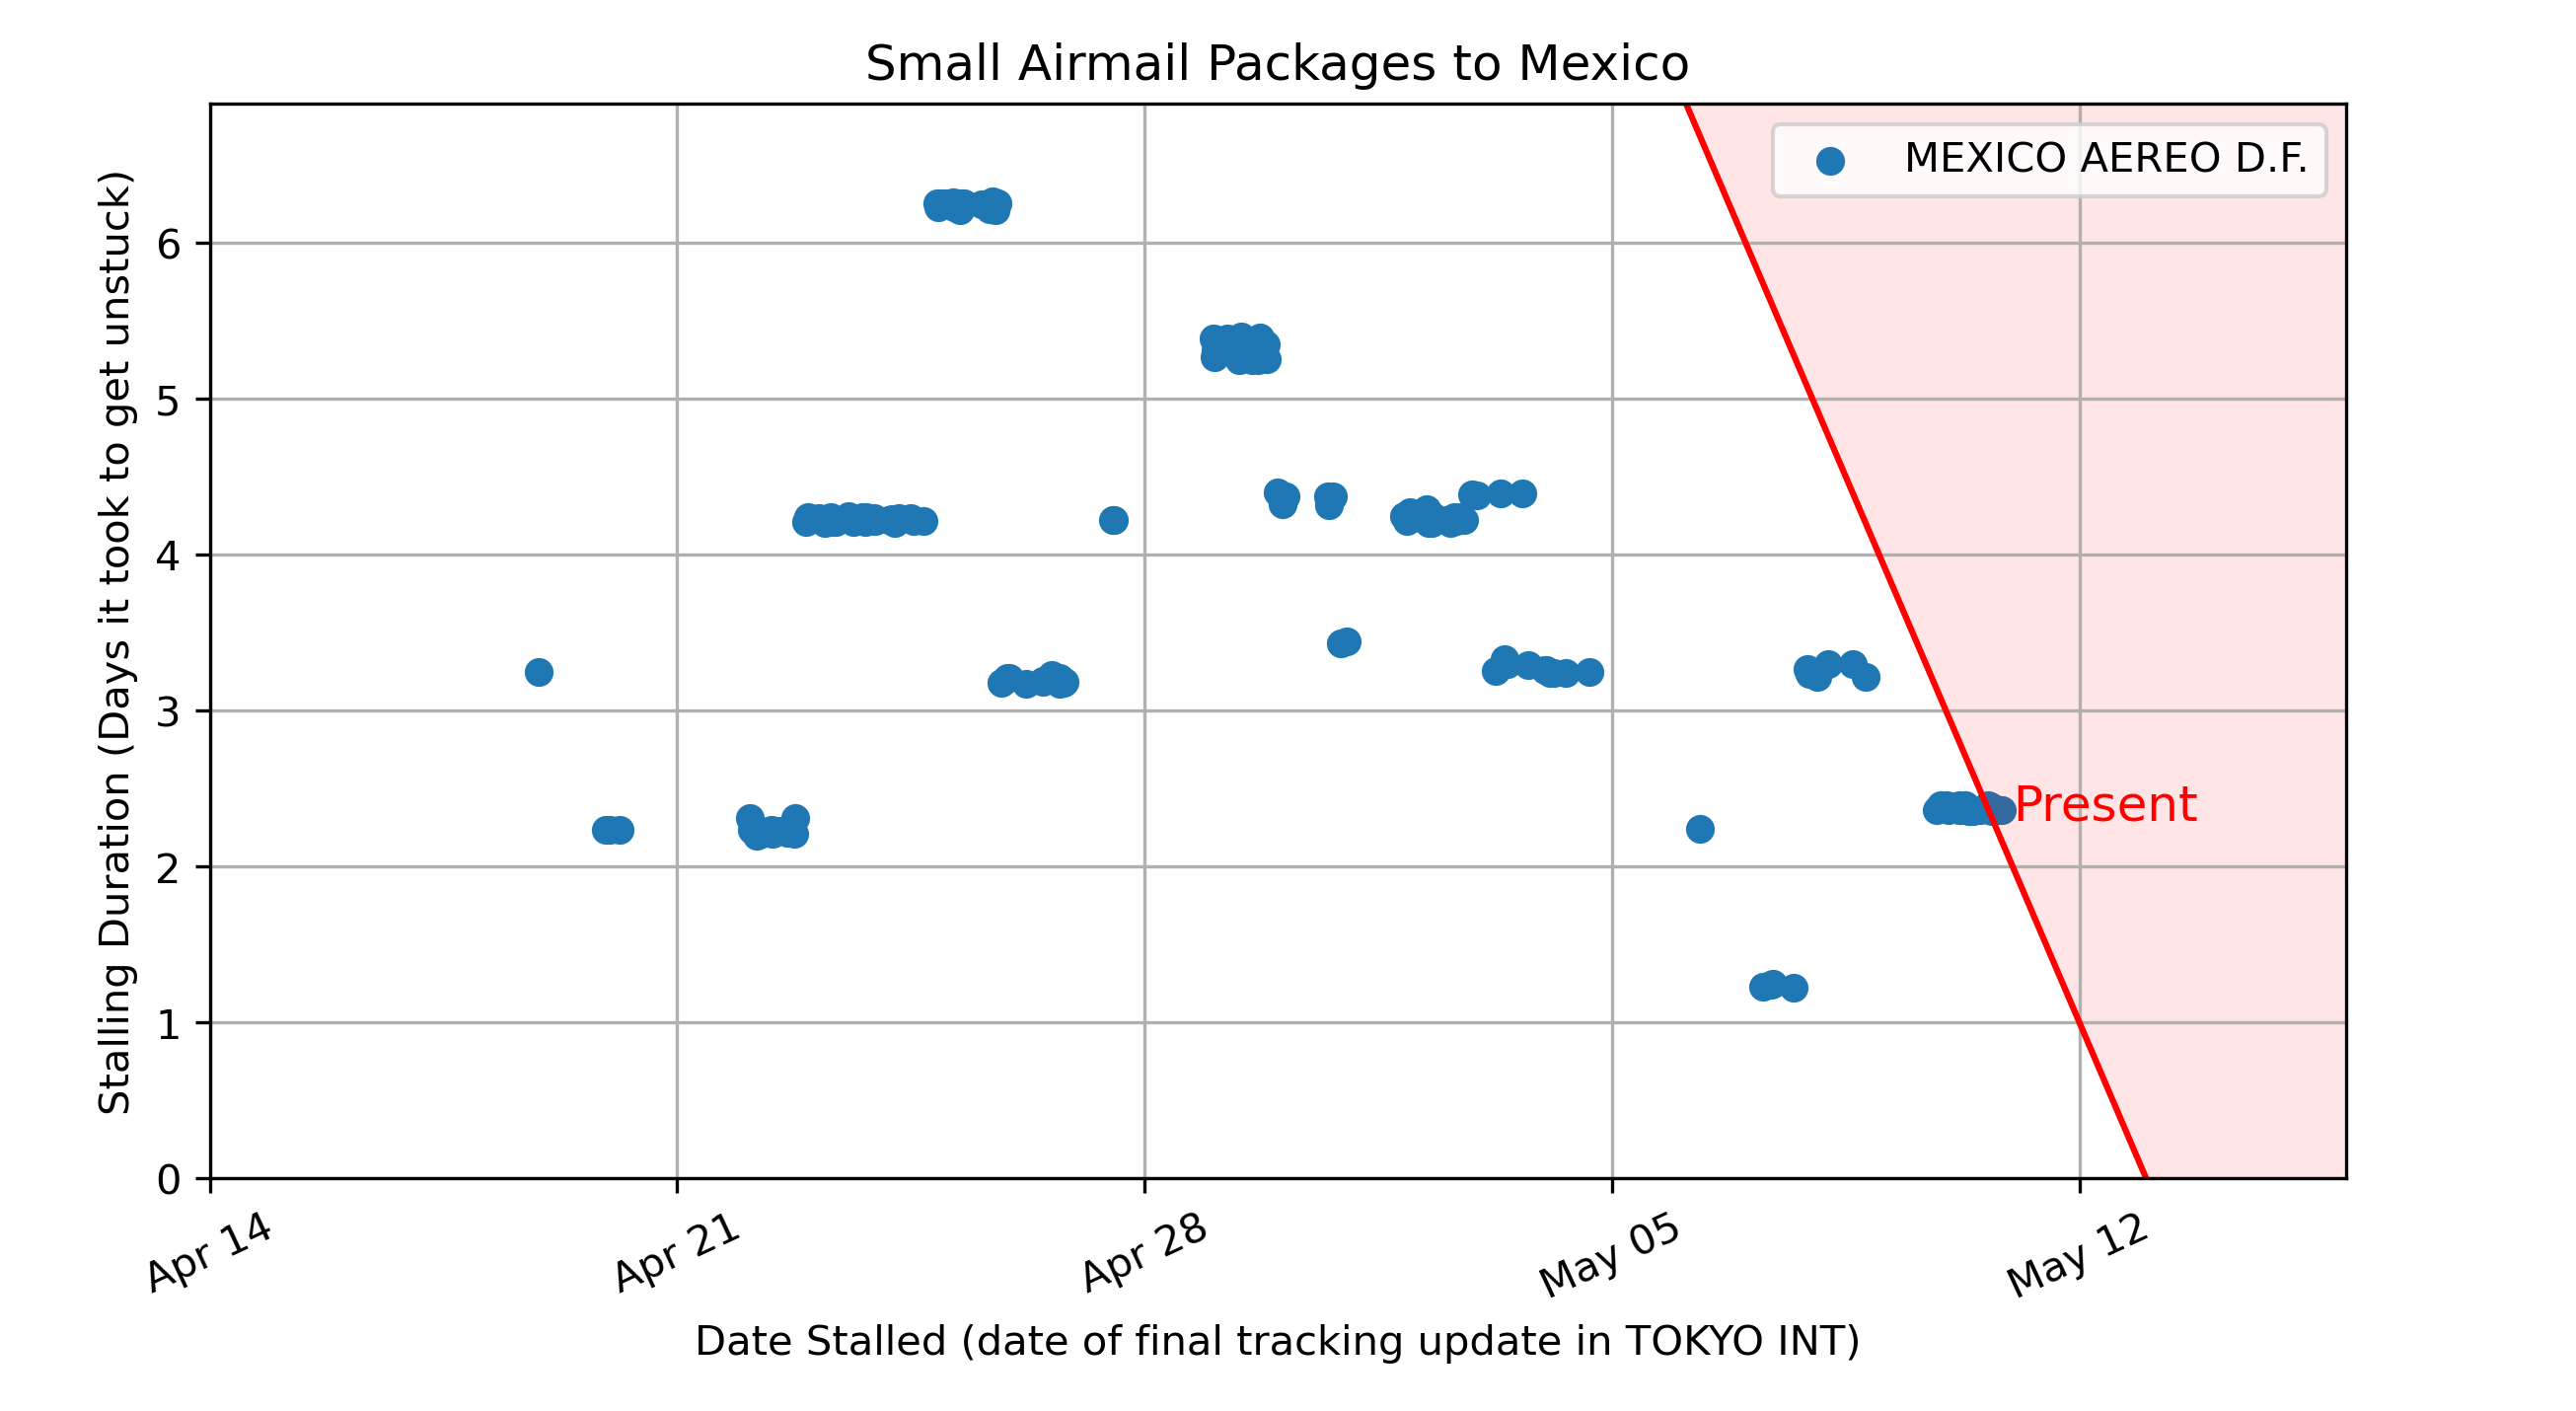 Small Airmail Packages to Mexico
MEXICO AEREO D.F.
Stalling Duration (Days it took to get unstuck)
6
5
4
3
2
1
0
Present
Apr 14
Apr 21
Apr 28
May 05
May 12
Date Stalled (date of final tracking update in TOKYO INT)